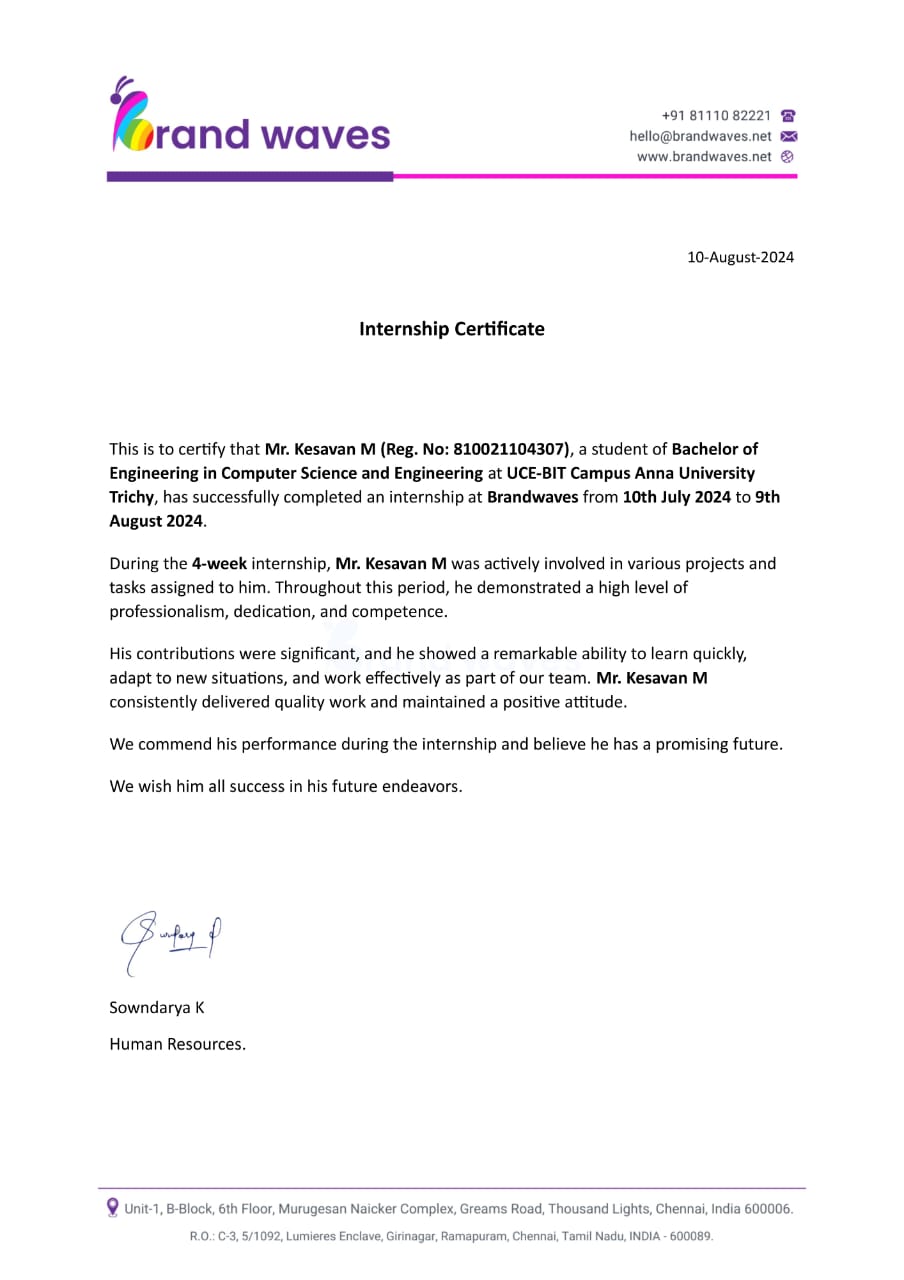 Brand waves
+91 81110 82221
hello@brandwaves.net
www.brandwaves.net
10-August-2024
Internship Certificate
This is to certify that Mr. Kesavan M (Reg. No: 810021104307), a student of Bachelor of
Engineering in Computer Science and Engineering at UCE-BIT Campus Anna University
Trichy, has successfully completed an internship at Brandwaves from 10th July 2024 to 9th
August 2024.
During the 4-week internship, Mr. Kesavan M was actively involved in various projects and
tasks assigned to him. Throughout this period, he demonstrated a high level of
professionalism, dedication, and competence.
His contributions were significant, and he showed a remarkable ability to learn quickly,
adapt to new situations, and work effectively as part of our team. Mr. Kesavan M
consistently delivered quality work and maintained a positive attitude.
We commend his performance during the internship and believe he has a promising future.
We wish him all success in his future endeavors.
Sowndarya K
Human Resources.
Unit-1, B-Block, 6th Floor, Murugesan Naicker Complex, Greams Road, Thousand Lights, Chennai, India 600006.
R.O.: C-3, 5/1092, Lumieres Enclave, Girinagar, Ramapuram, Chennai, Tamil Nadu, INDIA - 600089.